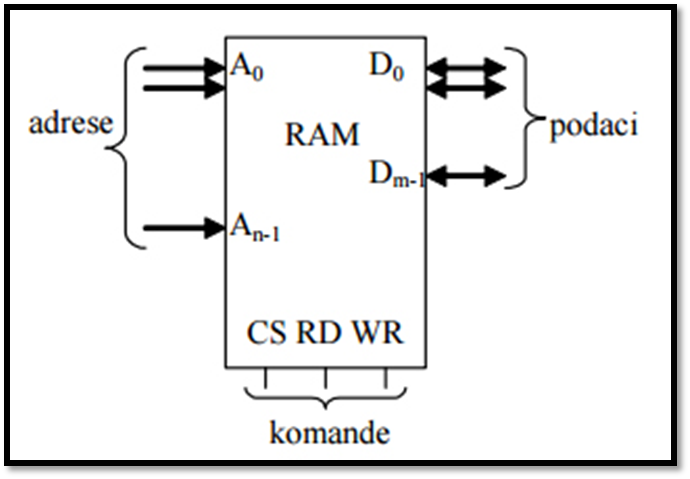 A₀ D₀
adrese RAM podaci
Dₘ₋₁
Aₙ₋₁
CS RD WR
komande